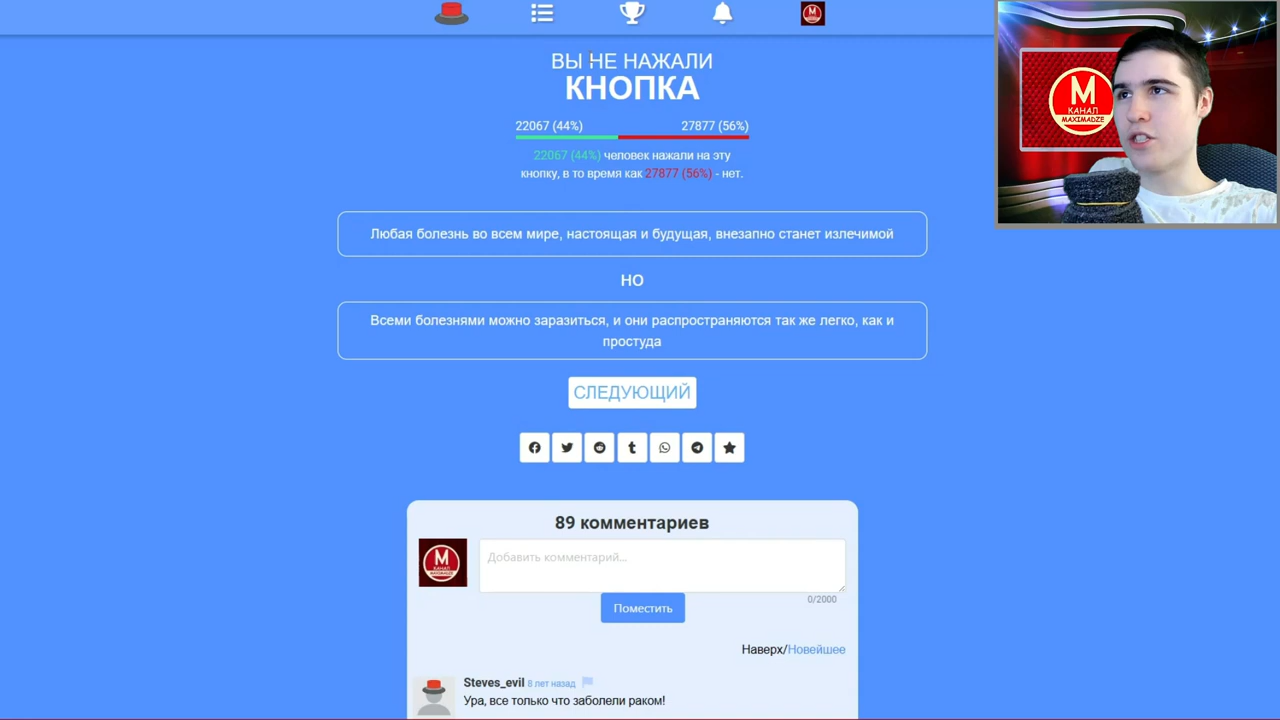 ВЫ НЕ НАЖАЛИ
КНОПКА
22067 (44%) 27877 (56%)
22067 (44%) человек нажали на эту
кнопку, в то время как 27877 (56%) - нет.
Любая болезнь во всем мире, настоящая и будущая, внезапно станет излечимой
НО
Всеми болезнями можно заразиться, и они распространяются так же легко, как и
простуда
СЛЕДУЮЩИЙ
89 комментариев
Добавить комментарий...
0/2000
Поместить
Наверх/Новейшее
Steves_evil 8 лет назад
Ура, все только что заболели раком!
М
КАНАЛ
MAXIMADZE
М
КАНАЛ
MAXIMADZE